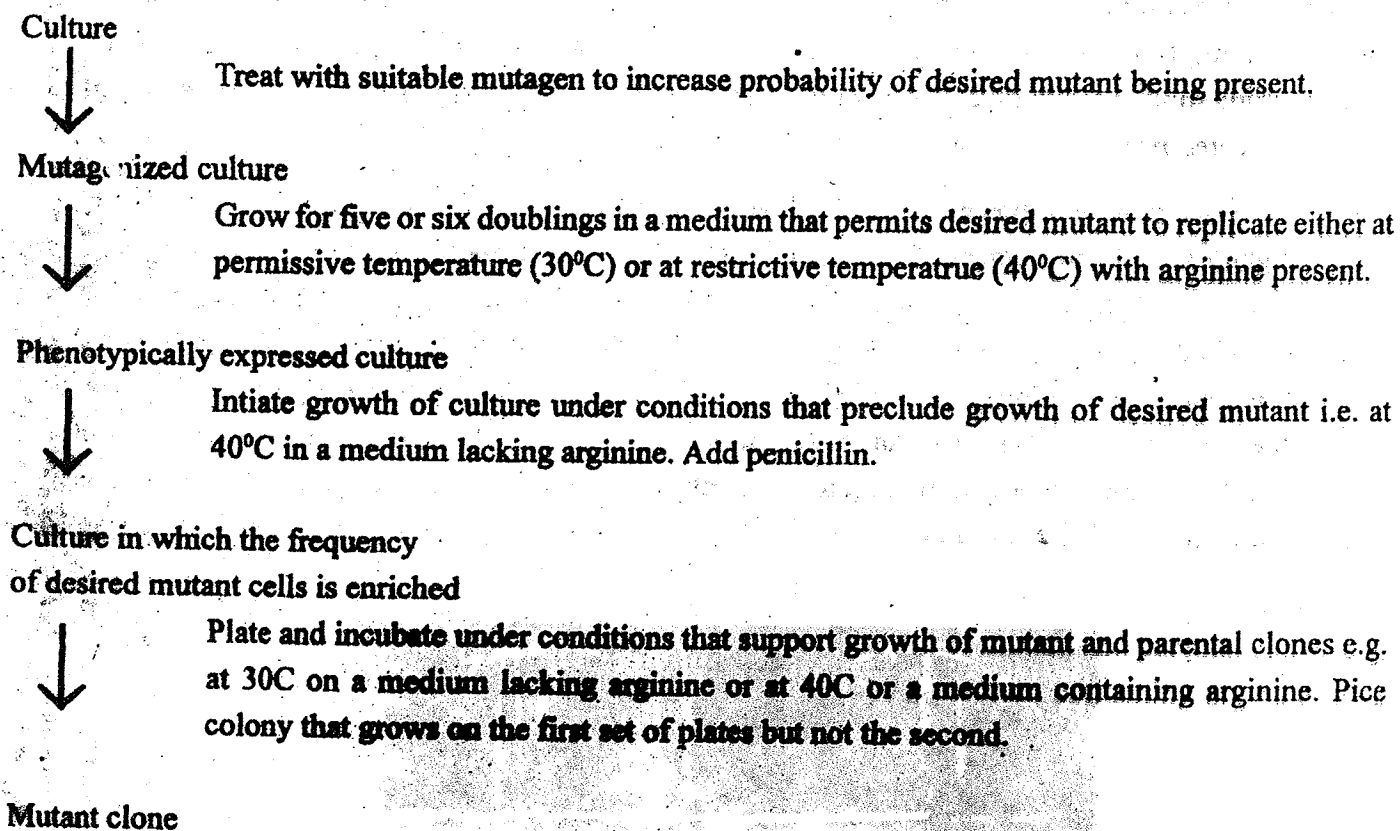 Culture
Treat with suitable mutagen to increase probability of desired mutant being present.
Mutagenized culture
Grow for five or six doublings in a medium that permits desired mutant to replicate either at
permissive temperature (30⁰C) or at restrictive temperatrue (40⁰C) with arginine present.
Phenotypically expressed culture
Intiate growth of culture under conditions that preclude growth of desired mutant i.e. at
40⁰C in a medium lacking arginine. Add penicillin.
Culture in which the frequency
of desired mutant cells is enriched
Plate and incubate under conditions that support growth of mutant and parental clones e.g.
at 30C on a medium lacking arginine or at 40C or a medium containing arginine. Pice
colony that grows on the first set of plates but not the second.
Mutant clone